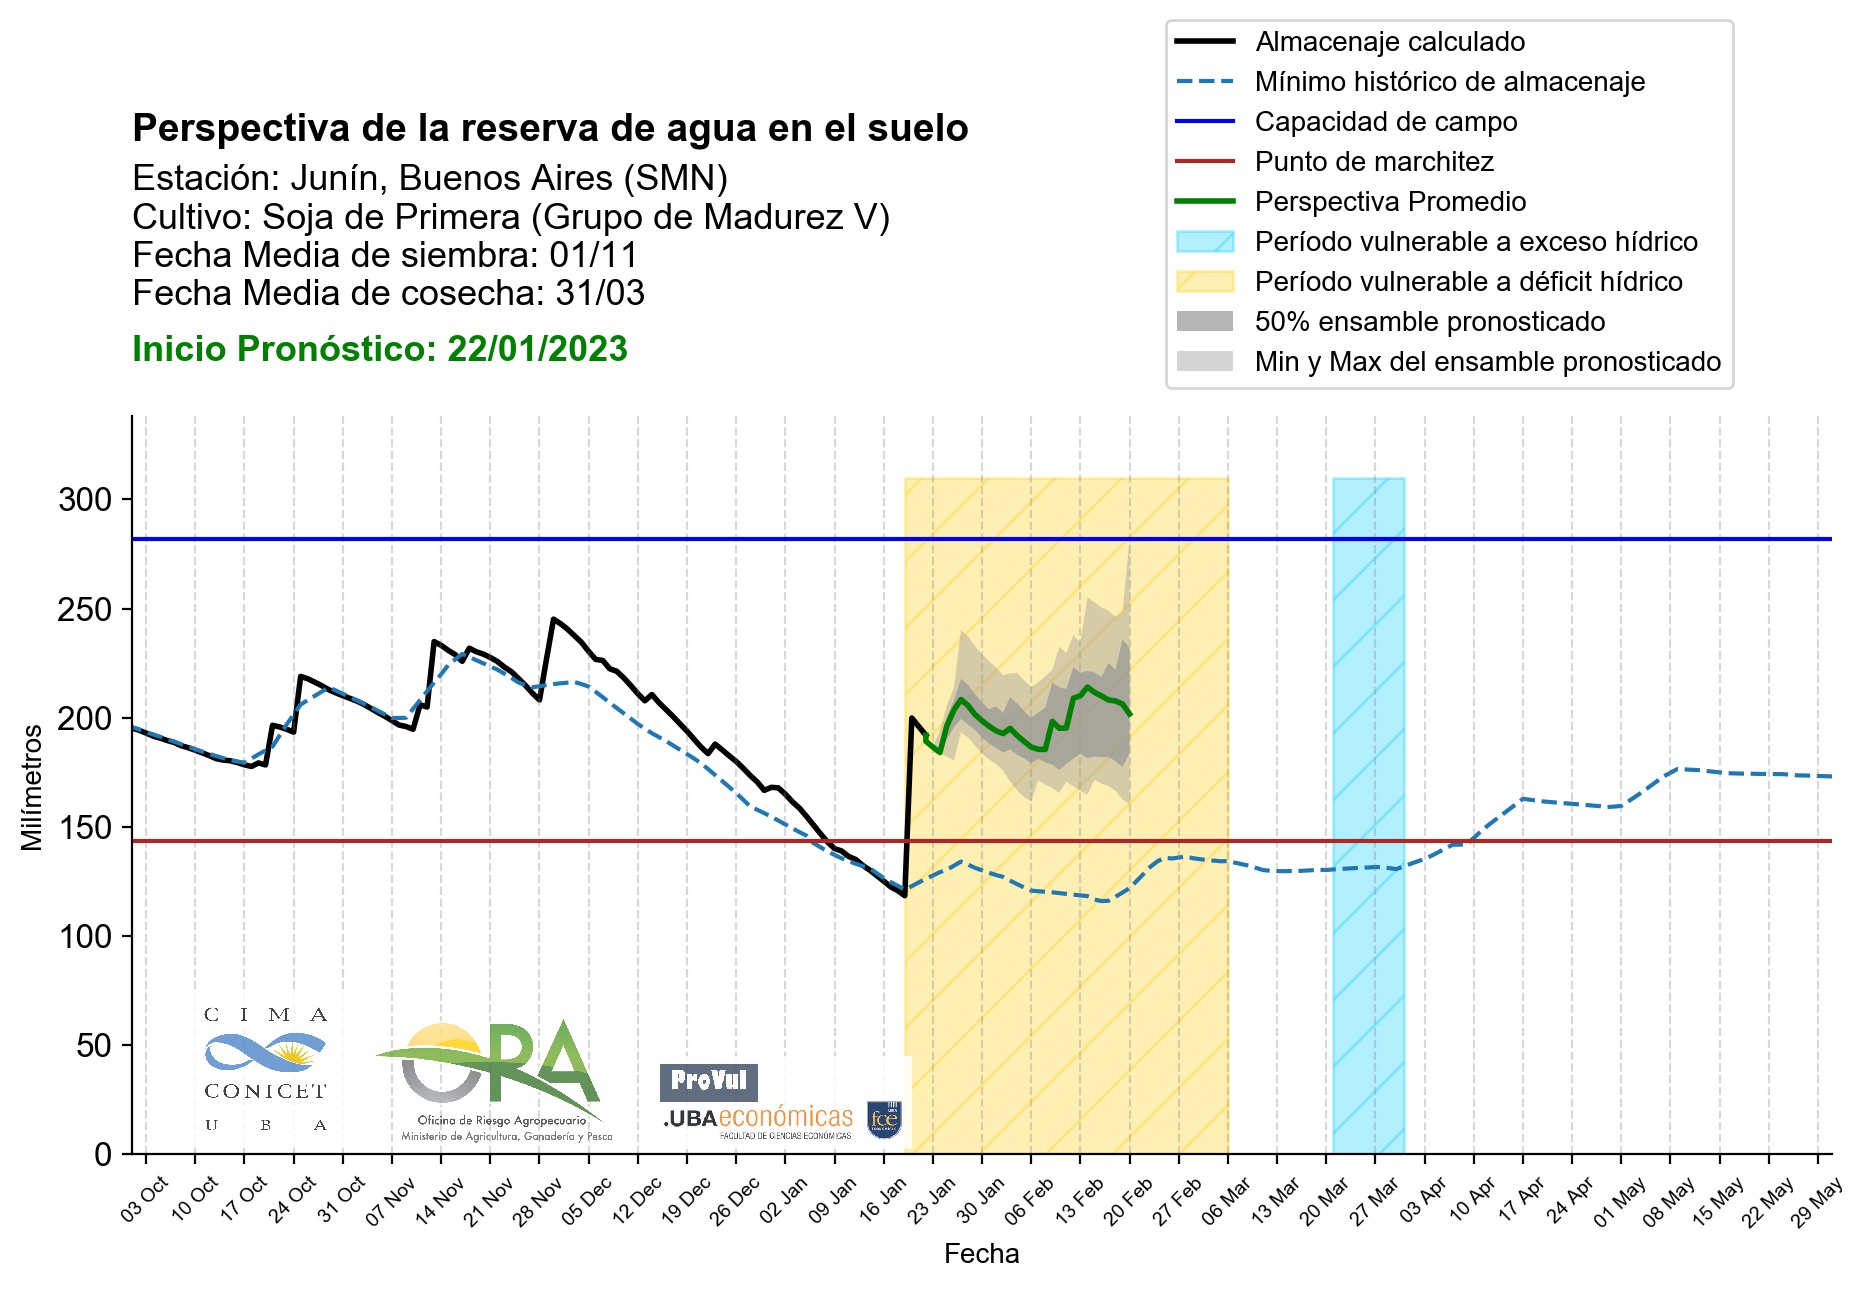 Almacenaje calculado
Mínimo histórico de almacenaje
Capacidad de campo
Punto de marchitez
Perspectiva Promedio
Período vulnerable a exceso hídrico
Período vulnerable a déficit hídrico
50% ensamble pronosticado
Min y Max del ensamble pronosticado
Perspectiva de la reserva de agua en el suelo
Estación: Junín, Buenos Aires (SMN)
Cultivo: Soja de Primera (Grupo de Madurez V)
Fecha Media de siembra: 01/11
Fecha Media de cosecha: 31/03
Inicio Pronóstico: 22/01/2023
Milímetros
300
250
200
150
100
50
0
CIMA
CONICET
UBA
ORA
Oficina de Riesgo Agropecuario
Ministerio de Agricultura, Ganadería y Pesca
ProVul
.UBAeconómicas
FACULTAD DE CIENCIAS ECONÓMICAS
UBA
fce
ECONÓMICAS
03 Oct 10 Oct 17 Oct 24 Oct 31 Oct 07 Nov 14 Nov 21 Nov 28 Nov 05 Dec 12 Dec 19 Dec 26 Dec 02 Jan 09 Jan 16 Jan 23 Jan 30 Jan 06 Feb 13 Feb 20 Feb 27 Feb 06 Mar 13 Mar 20 Mar 27 Mar 03 Apr 10 Apr 17 Apr 24 Apr 01 May 08 May 15 May 22 May 29 May
Fecha